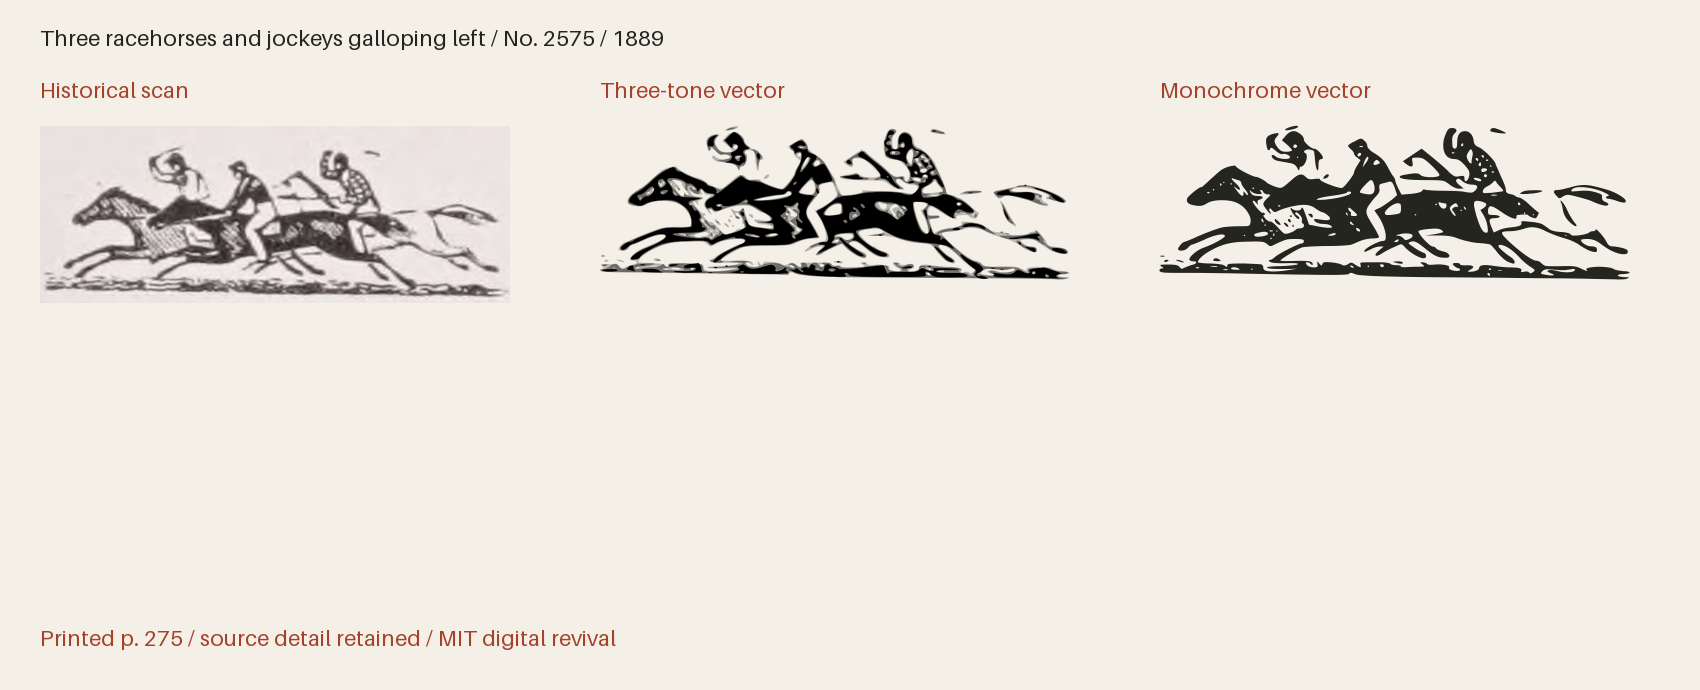 Three racehorses and jockeys galloping left / No. 2575 / 1889
Historical scan
Three-tone vector
Monochrome vector
Printed p. 275 / source detail retained / MIT digital revival